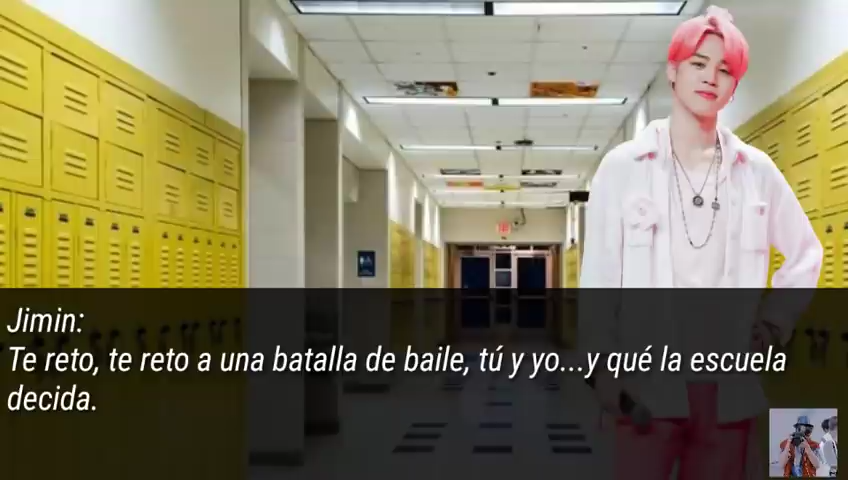 Jimin:
Te reto, te reto a una batalla de baile, tú y yo...y qué la escuela
decida.